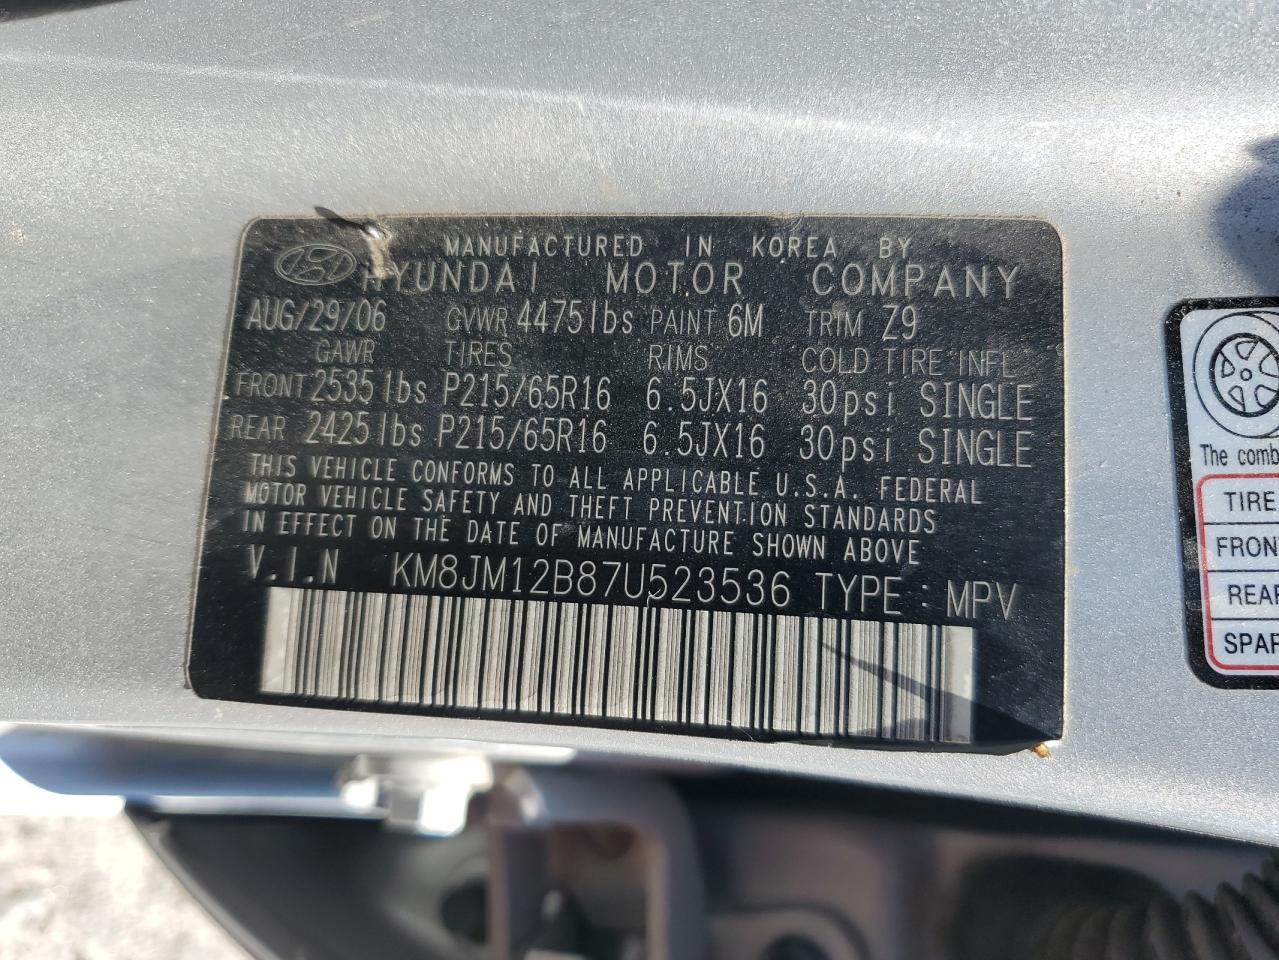 MANUFACTURED IN KOREA BY
HYUNDAI MOTOR COMPANY
AUG/29/06 GVWR 4475lbs PAINT 6M TRIM Z9
GAWR TIRES RIMS COLD TIRE INFL
FRONT 2535lbs P215/65R16 6.5JX16 30psi SINGLE
REAR 2425lbs P215/65R16 6.5JX16 30psi SINGLE
THIS VEHICLE CONFORMS TO ALL APPLICABLE U.S.A. FEDERAL
MOTOR VEHICLE SAFETY AND THEFT PREVENTION STANDARDS
IN EFFECT ON THE DATE OF MANUFACTURE SHOWN ABOVE
V.I.N KM8JM12B87U523536 TYPE : MPV
The comb
TIRE
FRON
REAR
SPAR